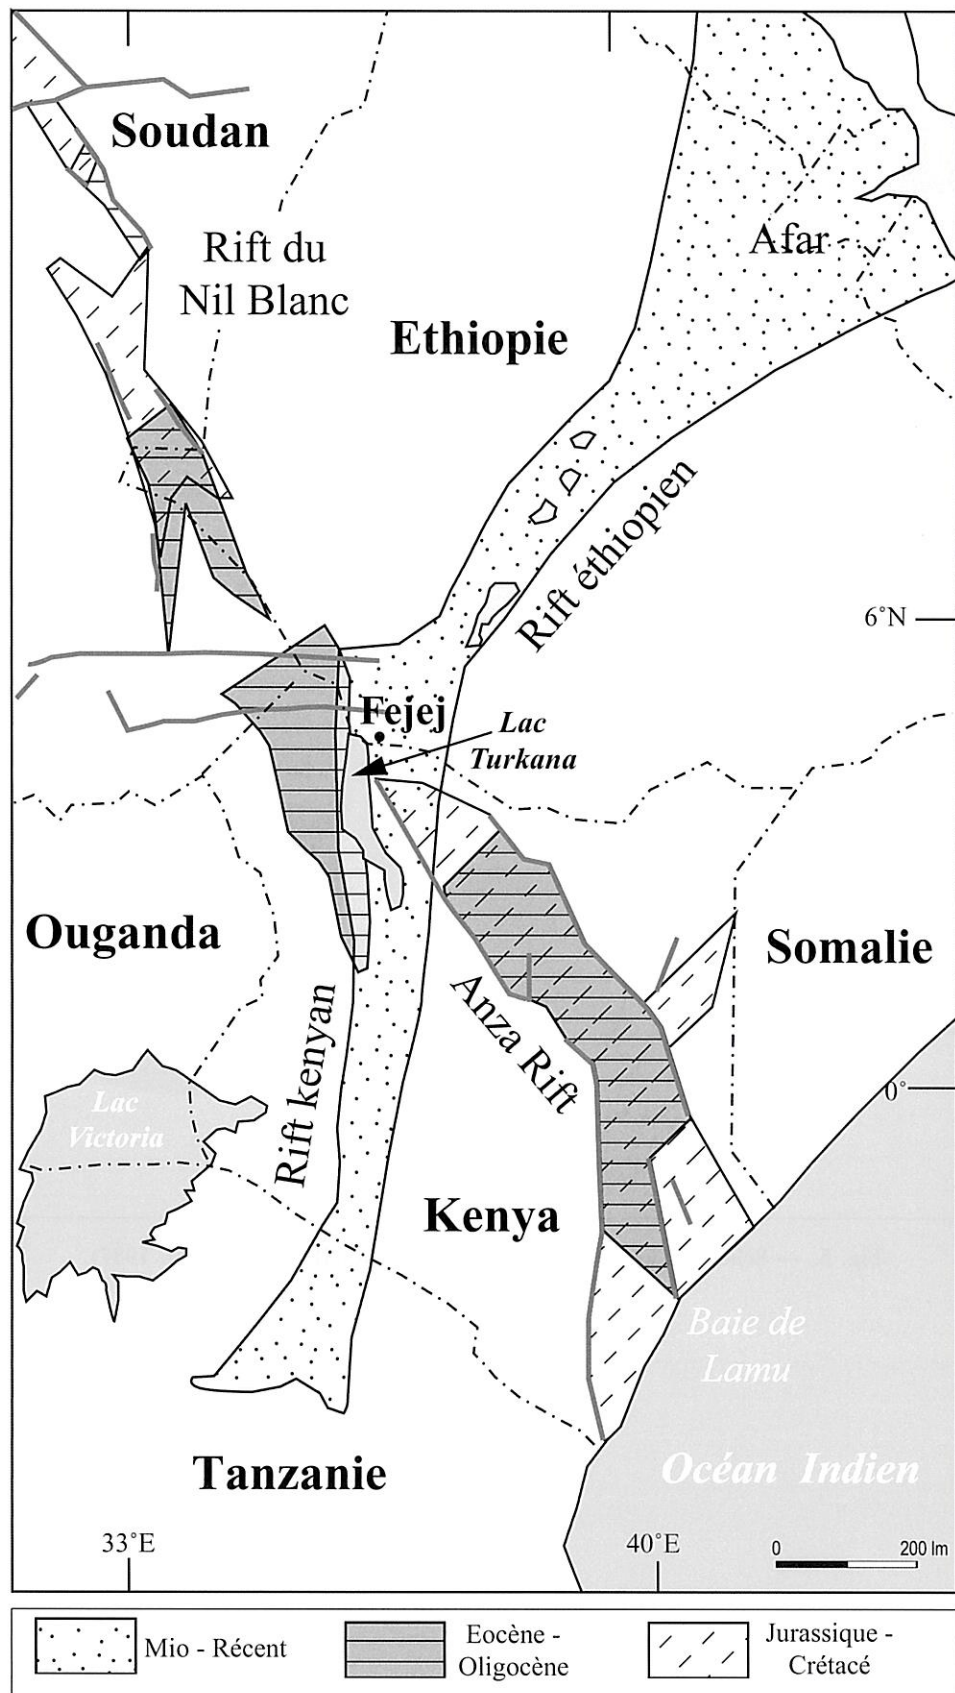 Soudan
Rift du
Nil Blanc
Afar
Ethiopie
Rift éthiopien
6°N
Fejej
Lac
Turkana
Ouganda
Somalie
Anza Rift
Rift kenyan
Lac
Victoria
0°
Kenya
Baie de
Lamu
Tanzanie
Océan Indien
33°E
40°E
0
200 lm
Mio - Récent
Eocène -
Oligocène
Jurassique -
Crétacé